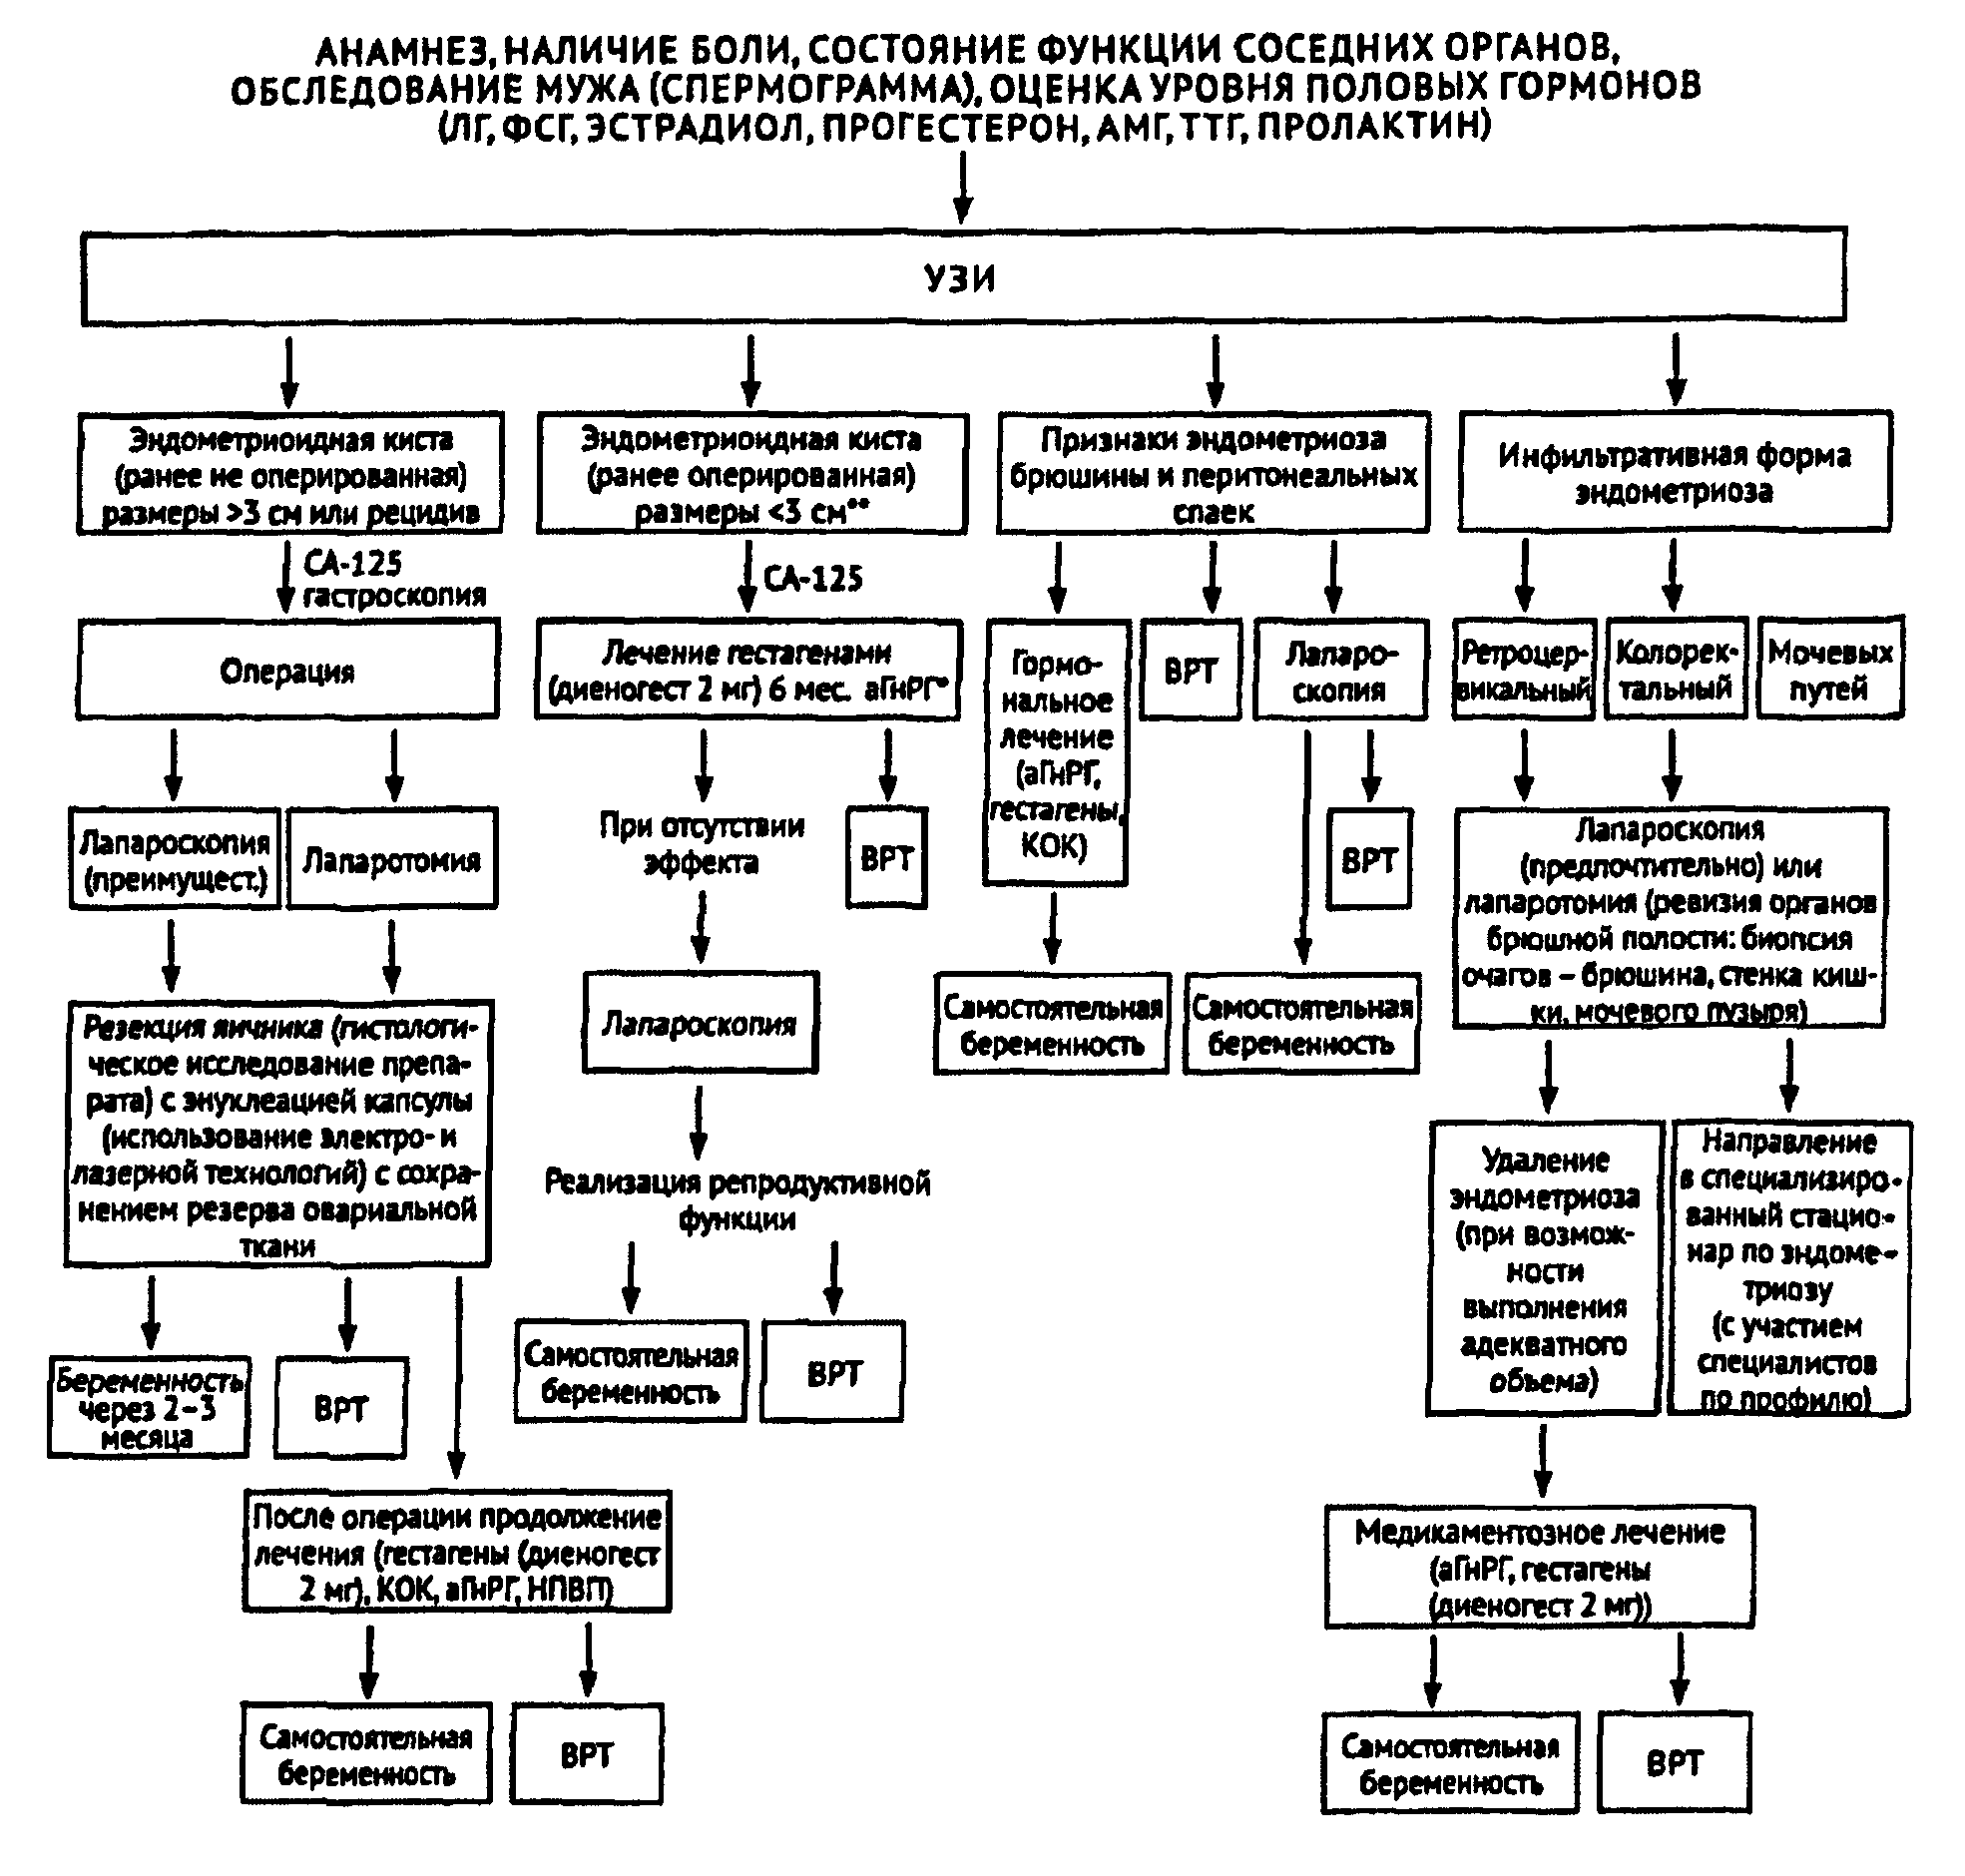 АНАМНЕЗ, НАЛИЧИЕ БОЛИ, СОСТОЯНИЕ ФУНКЦИИ СОСЕДНИХ ОРГАНОВ,
ОБСЛЕДОВАНИЕ МУЖА (СПЕРМОГРАММА), ОЦЕНКА УРОВНЯ ПОЛОВЫХ ГОРМОНОВ
(ЛГ, ФСГ, ЭСТРАДИОЛ, ПРОГЕСТЕРОН, АМГ, ТТГ, ПРОЛАКТИН)
УЗИ
Эндометриоидная киста
(ранее не оперированная)
размеры >3 см или рецидив
СА-125
гастроскопия
Операция
Лапароскопия
(преимущест.)
Лапаротомия
Резекция яичника (гистологи-
ческое исследование препа-
рата) с энуклеацией капсулы
(использование электро- и
лазерной технологий) с сохра-
нением резерва овариальной
ткани
Беременность
через 2–3
месяца
ВРТ
После операции продолжение
лечения (гестагены (диеногест
2 мг), КОК, аГнРГ, НПВП)
Самостоятельная
беременность
ВРТ
Эндометриоидная киста
(ранее оперированная)
размеры <3 см**
СА-125
Лечение гестагенами
(диеногест 2 мг) 6 мес. аГнРГ*
При отсутствии
эффекта
ВРТ
Лапароскопия
Реализация репродуктивной
функции
Самостоятельная
беременность
ВРТ
Признаки эндометриоза
брюшины и перитонеальных
спаек
Гормо-
нальное
лечение
(аГнРГ,
гестагены,
КОК)
ВРТ
Лапаро-
скопия
ВРТ
Самостоятельная
беременность
Самостоятельная
беременность
Инфильтративная форма
эндометриоза
Ретроцер-
викальный
Колорек-
тальный
Мочевых
путей
Лапароскопия
(предпочтительно) или
лапаротомия (ревизия органов
брюшной полости: биопсия
очагов – брюшина, стенка киш-
ки, мочевого пузыря)
Удаление
эндометриоза
(при возмож-
ности
выполнения
адекватного
объема)
Направление
в специализиро-
ванный стацио-
нар по эндоме-
триозу
(с участием
специалистов
по профилю)
Медикаментозное лечение
(аГнРГ, гестагены
(диеногест 2 мг))
Самостоятельная
беременность
ВРТ